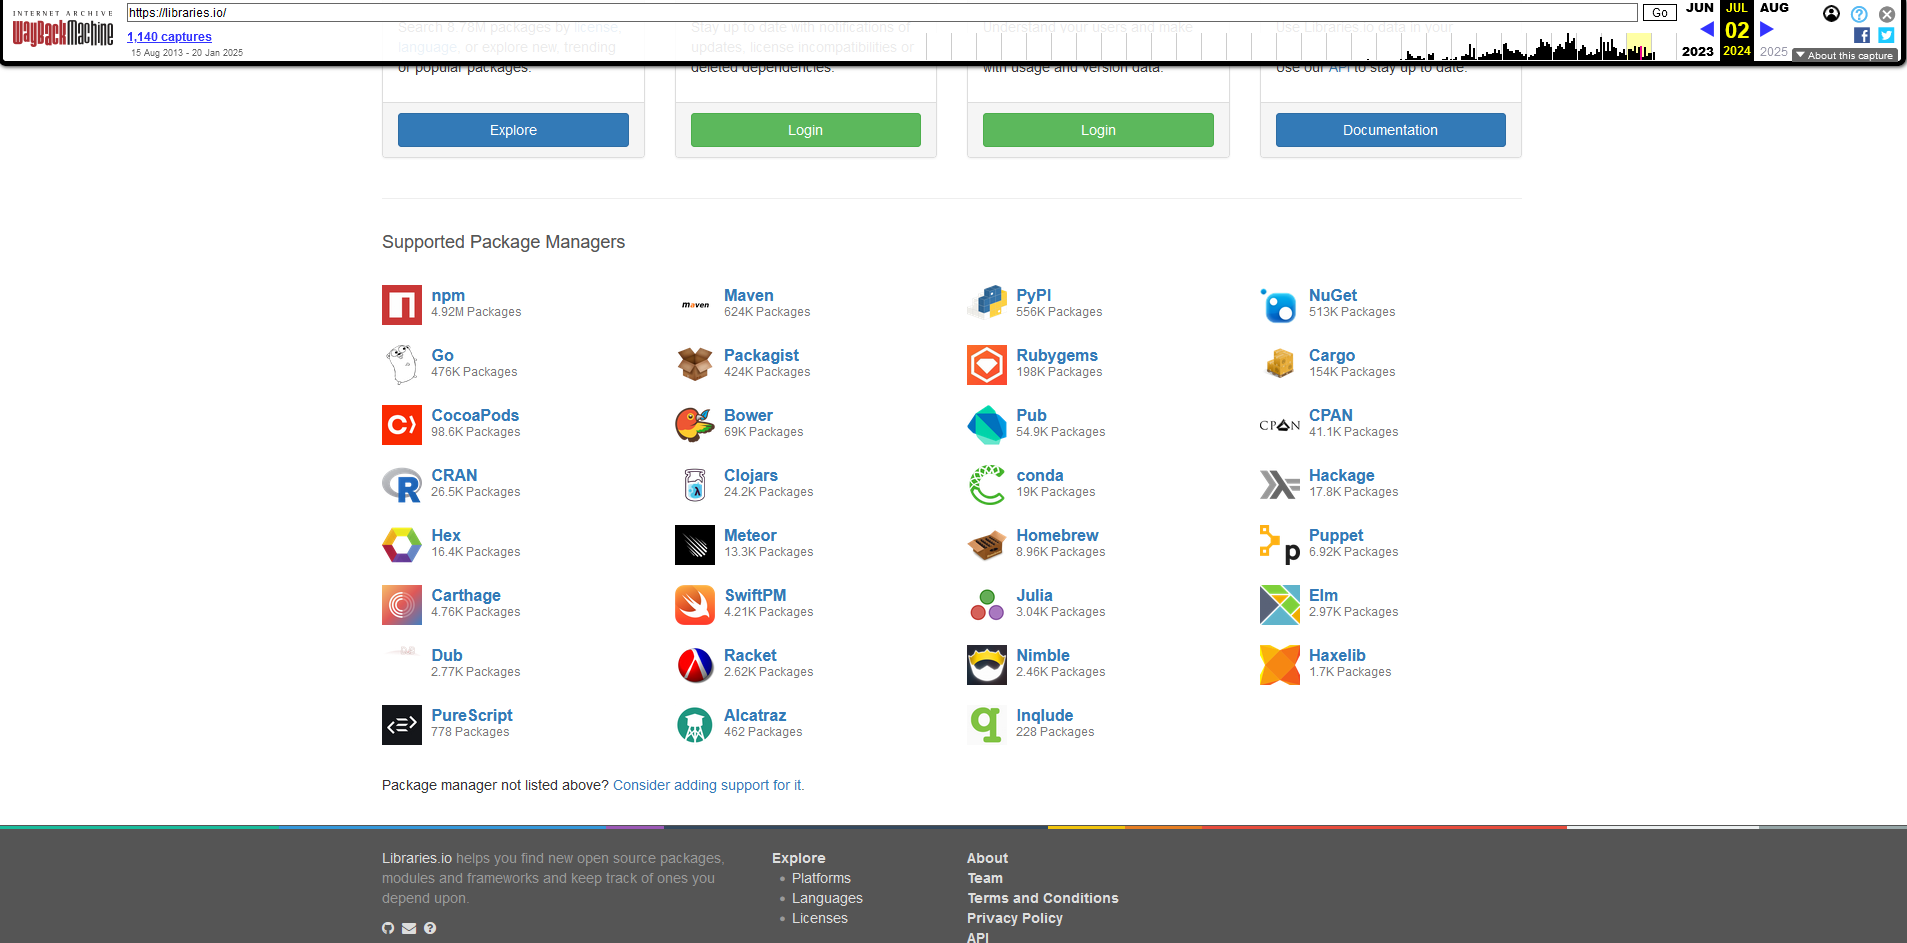 INTERNET ARCHIVE
WayBackMachine
https://libraries.io/
Go
JUN JUL AUG
1,140 captures
02
15 Aug 2013 - 20 Jan 2025
2023 2024 2025
About this capture
Search 8.78M packages by license,
language, or explore new, trending
or popular packages.
Stay up to date with notifications of
updates, license incompatibilities or
deleted dependencies.
Understand your users and make
with usage and version data.
Use Libraries.io data in your
Use our API to stay up to date.
Explore
Login
Login
Documentation
Supported Package Managers
npm
4.92M Packages
Maven
624K Packages
PyPI
556K Packages
NuGet
513K Packages
Go
476K Packages
Packagist
424K Packages
Rubygems
198K Packages
Cargo
154K Packages
CocoaPods
98.6K Packages
Bower
69K Packages
Pub
54.9K Packages
CPAN
CPAN
41.1K Packages
CRAN
26.5K Packages
Clojars
24.2K Packages
conda
19K Packages
Hackage
17.8K Packages
Hex
16.4K Packages
Meteor
13.3K Packages
Homebrew
8.96K Packages
Puppet
6.92K Packages
Carthage
4.76K Packages
SwiftPM
4.21K Packages
Julia
3.04K Packages
Elm
2.97K Packages
Dub
2.77K Packages
Racket
2.62K Packages
Nimble
2.46K Packages
Haxelib
1.7K Packages
PureScript
778 Packages
Alcatraz
462 Packages
Inqlude
228 Packages
Package manager not listed above? Consider adding support for it.
Libraries.io helps you find new open source packages,
modules and frameworks and keep track of ones you
depend upon.
Explore
Platforms
Languages
Licenses
About
Team
Terms and Conditions
Privacy Policy
API